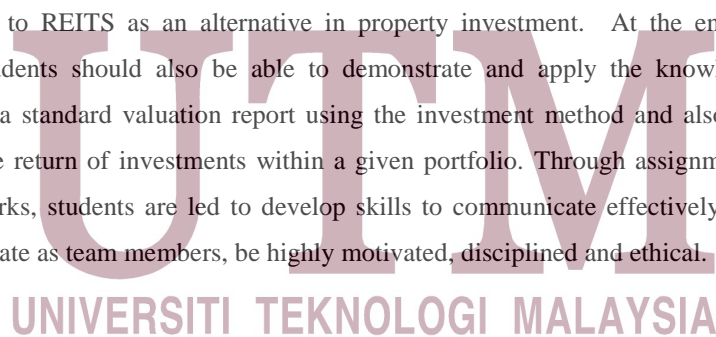 to REITS as an alternative in property investment. At the en
dents should also be able to demonstrate and apply the know
a standard valuation report using the investment method and also
return of investments within a given portfolio. Through assignm
rks, students are led to develop skills to communicate effectively
ate as team members, be highly motivated, disciplined and ethical.
UTM
UNIVERSITI TEKNOLOGI MALAYSIA